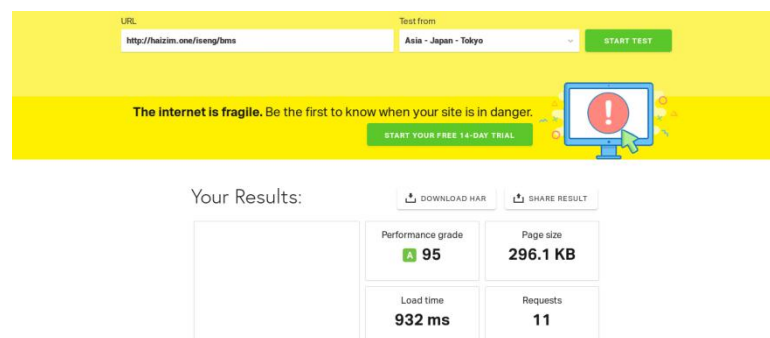 URL Test from
http://haizim.one/iseng/bms Asia - Japan - Tokyo START TEST
The internet is fragile. Be the first to know when your site is in danger.
START YOUR FREE 14-DAY TRIAL
!
Your Results: DOWNLOAD HAR SHARE RESULT
Performance grade Page size
A 95 296.1 KB
Load time Requests
932 ms 11